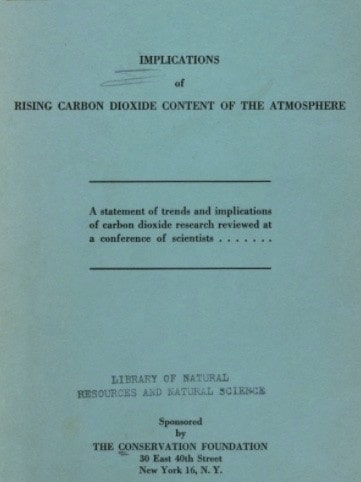 IMPLICATIONS
of
RISING CARBON DIOXIDE CONTENT OF THE ATMOSPHERE
A statement of trends and implications
of carbon dioxide research reviewed at
a conference of scientists . . . . . . .
LIBRARY OF NATURAL
RESOURCES AND NATURAL SCIENCE
Sponsored
by
THE CONSERVATION FOUNDATION
30 East 40th Street
New York 16, N. Y.